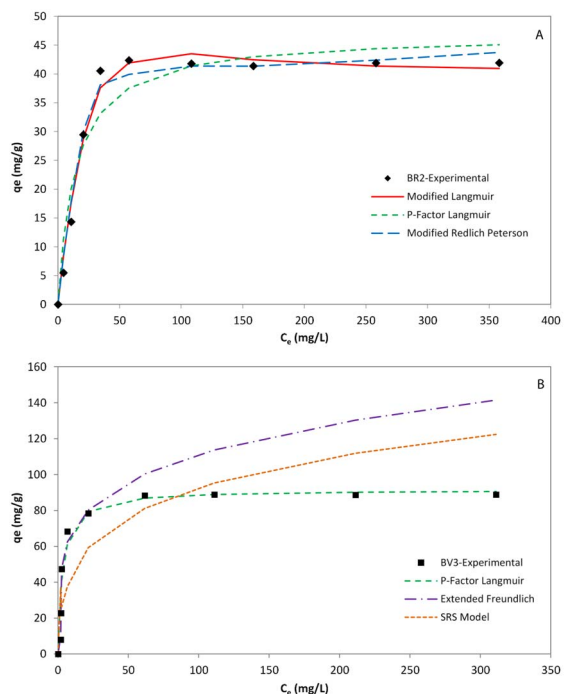 A
50
45
40
35
30
25
20
15
10
5
0
qe (mg/g)
BR2-Experimental
Modified Langmuir
P-Factor Langmuir
Modified Redlich Peterson
0 50 100 150 200 250 300 350 400
Ce (mg/L)
B
160
140
120
100
80
60
40
20
0
qe (mg/g)
BV3-Experimental
P-Factor Langmuir
Extended Freundlich
SRS Model
0 50 100 150 200 250 300 350
Ce (mg/L)